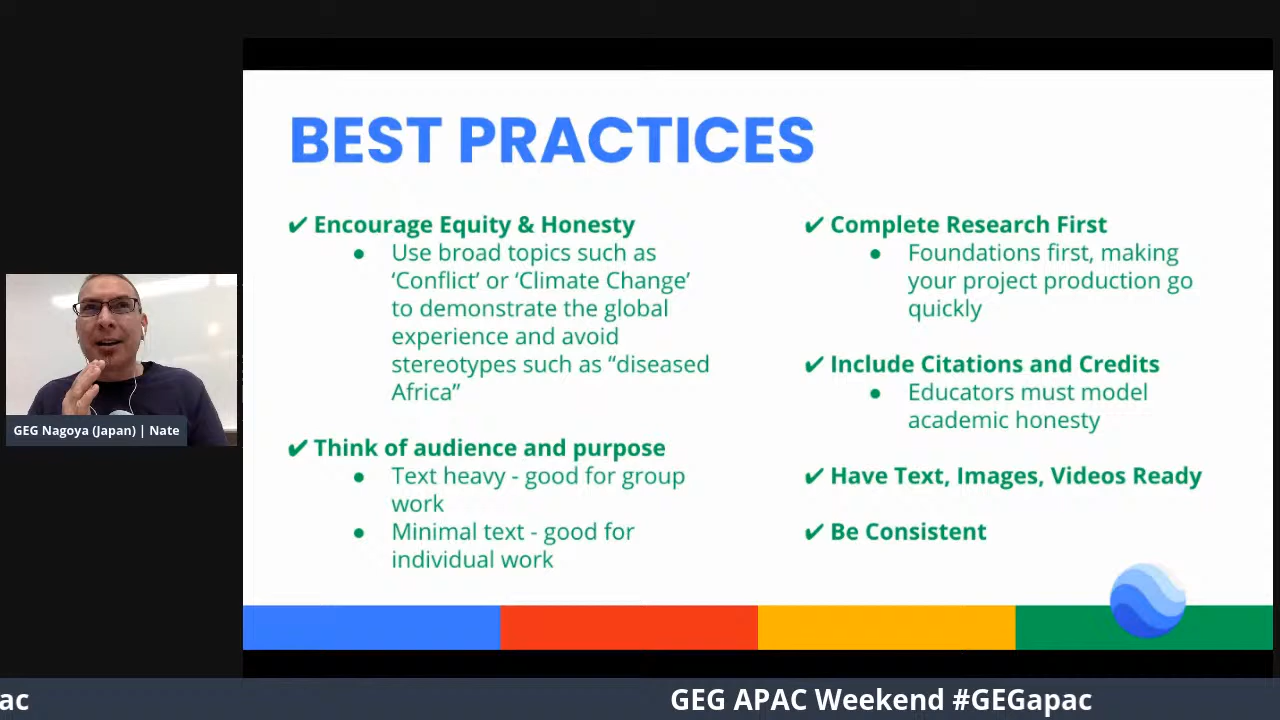 BEST PRACTICES
✔ Encourage Equity & Honesty
● Use broad topics such as
‘Conflict’ or ‘Climate Change’
to demonstrate the global
experience and avoid
stereotypes such as “diseased
Africa”
✔ Think of audience and purpose
● Text heavy - good for group
work
● Minimal text - good for
individual work
✔ Complete Research First
● Foundations first, making
your project production go
quickly
✔ Include Citations and Credits
● Educators must model
academic honesty
✔ Have Text, Images, Videos Ready
✔ Be Consistent
GEG Nagoya (Japan) | Nate
ac
GEG APAC Weekend #GEGapac